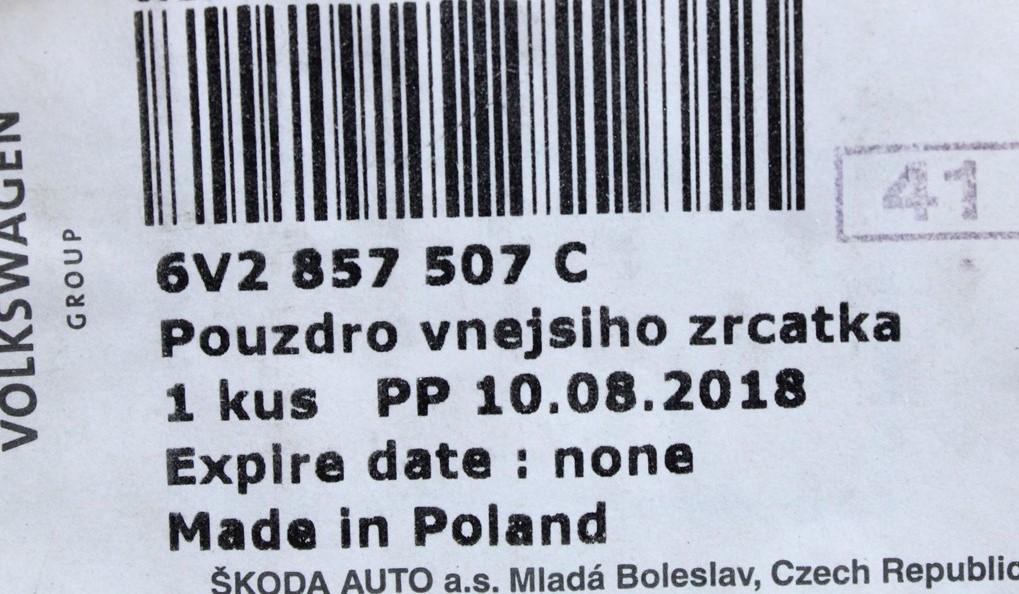 VOLKSWAGEN
GROUP
41
6V2 857 507 C
Pouzdro vnejsiho zrcatka
1 kus PP 10.08.2018
Expire date : none
Made in Poland
ŠKODA AUTO a.s. Mladá Boleslav, Czech Republic